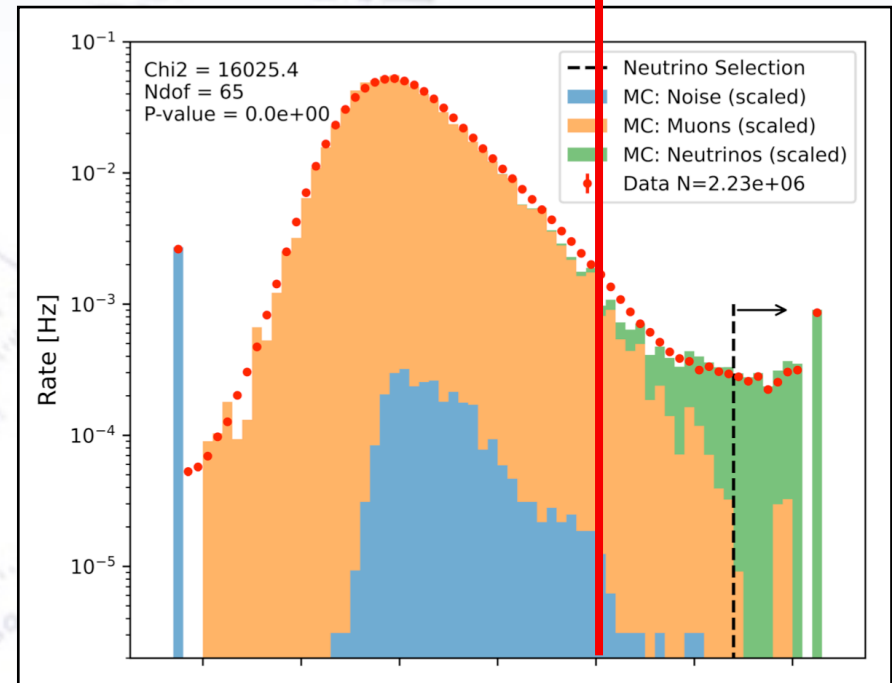 10⁻¹
10⁻²
10⁻³
10⁻⁴
10⁻⁵
Rate [Hz]
Chi2 = 16025.4
Ndof = 65
P-value = 0.0e+00
Neutrino Selection
MC: Noise (scaled)
MC: Muons (scaled)
MC: Neutrinos (scaled)
Data N=2.23e+06